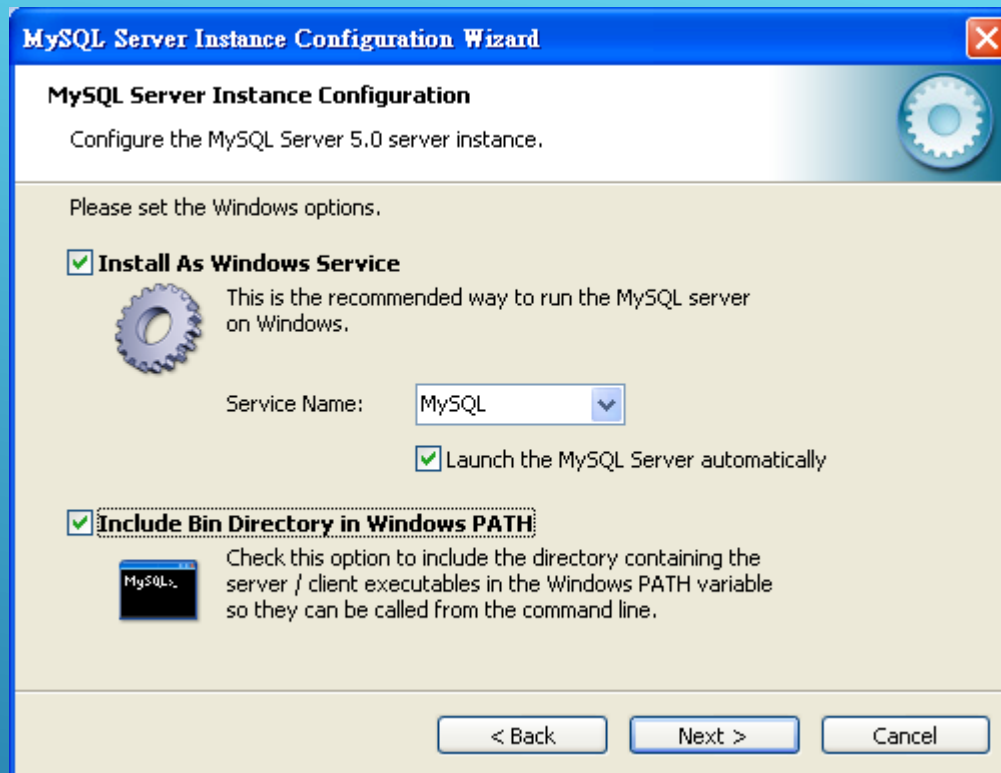 MySQL Server Instance Configuration Wizard
MySQL Server Instance Configuration
Configure the MySQL Server 5.0 server instance.
Please set the Windows options.
Install As Windows Service
This is the recommended way to run the MySQL server
on Windows.
Service Name: MySQL
Launch the MySQL Server automatically
Include Bin Directory in Windows PATH
MySQL>_
Check this option to include the directory containing the
server / client executables in the Windows PATH variable
so they can be called from the command line.
< Back Next > Cancel